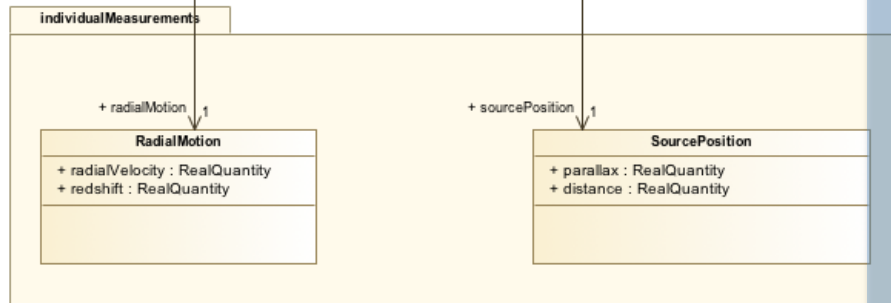 individualMeasurements
+ radialMotion
1
+ sourcePosition
1
RadialMotion
+ radialVelocity : RealQuantity
+ redshift : RealQuantity
SourcePosition
+ parallax : RealQuantity
+ distance : RealQuantity